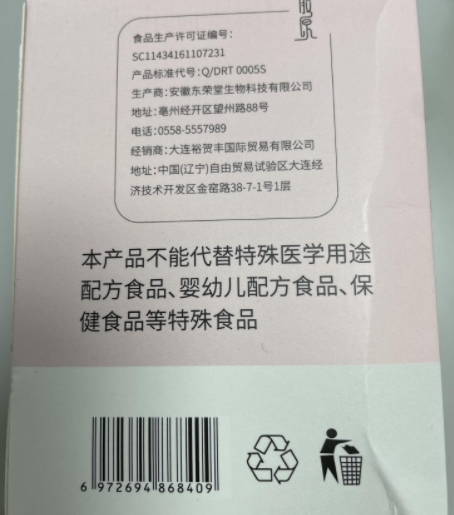 匠
食品生产许可证编号：
SC11434161107231
产品标准代号：Q/DRT 0005S
生产商：安徽东荣堂生物科技有限公司
地址：亳州经开区望州路88号
电话：0558-5557989
经销商：大连裕贺丰国际贸易有限公司
地址：中国(辽宁)自由贸易试验区大连经
济技术开发区金窑路38-7-1号1层
本产品不能代替特殊医学用途
配方食品、婴幼儿配方食品、保
健食品等特殊食品
6 972694 868409